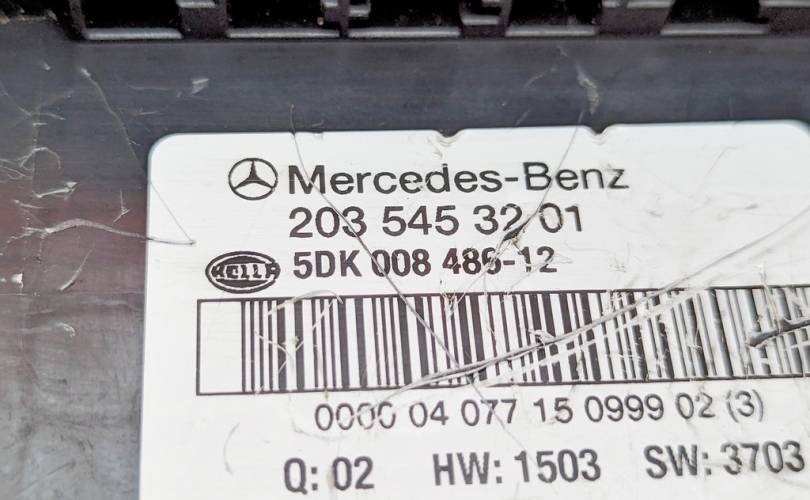 Mercedes-Benz
203 545 32 01
HELLA 5DK 008 486-12
0000 04 077 15 0999 02 (3)
Q: 02 HW: 1503 SW: 3703